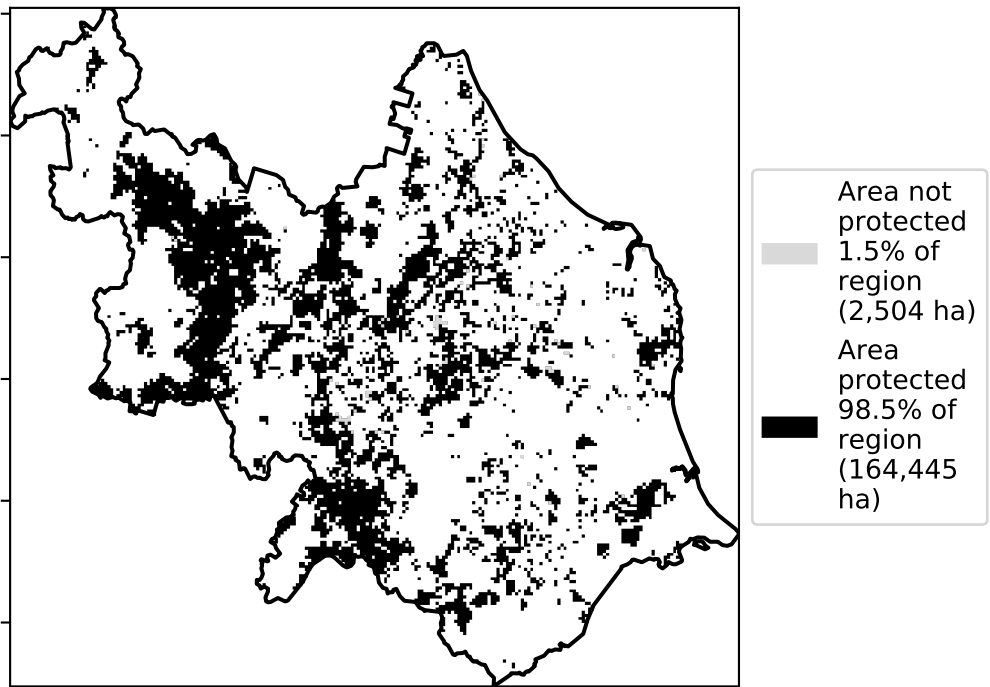 Area not
protected
1.5% of
region
(2,504 ha)
Area
protected
98.5% of
region
(164,445
ha)